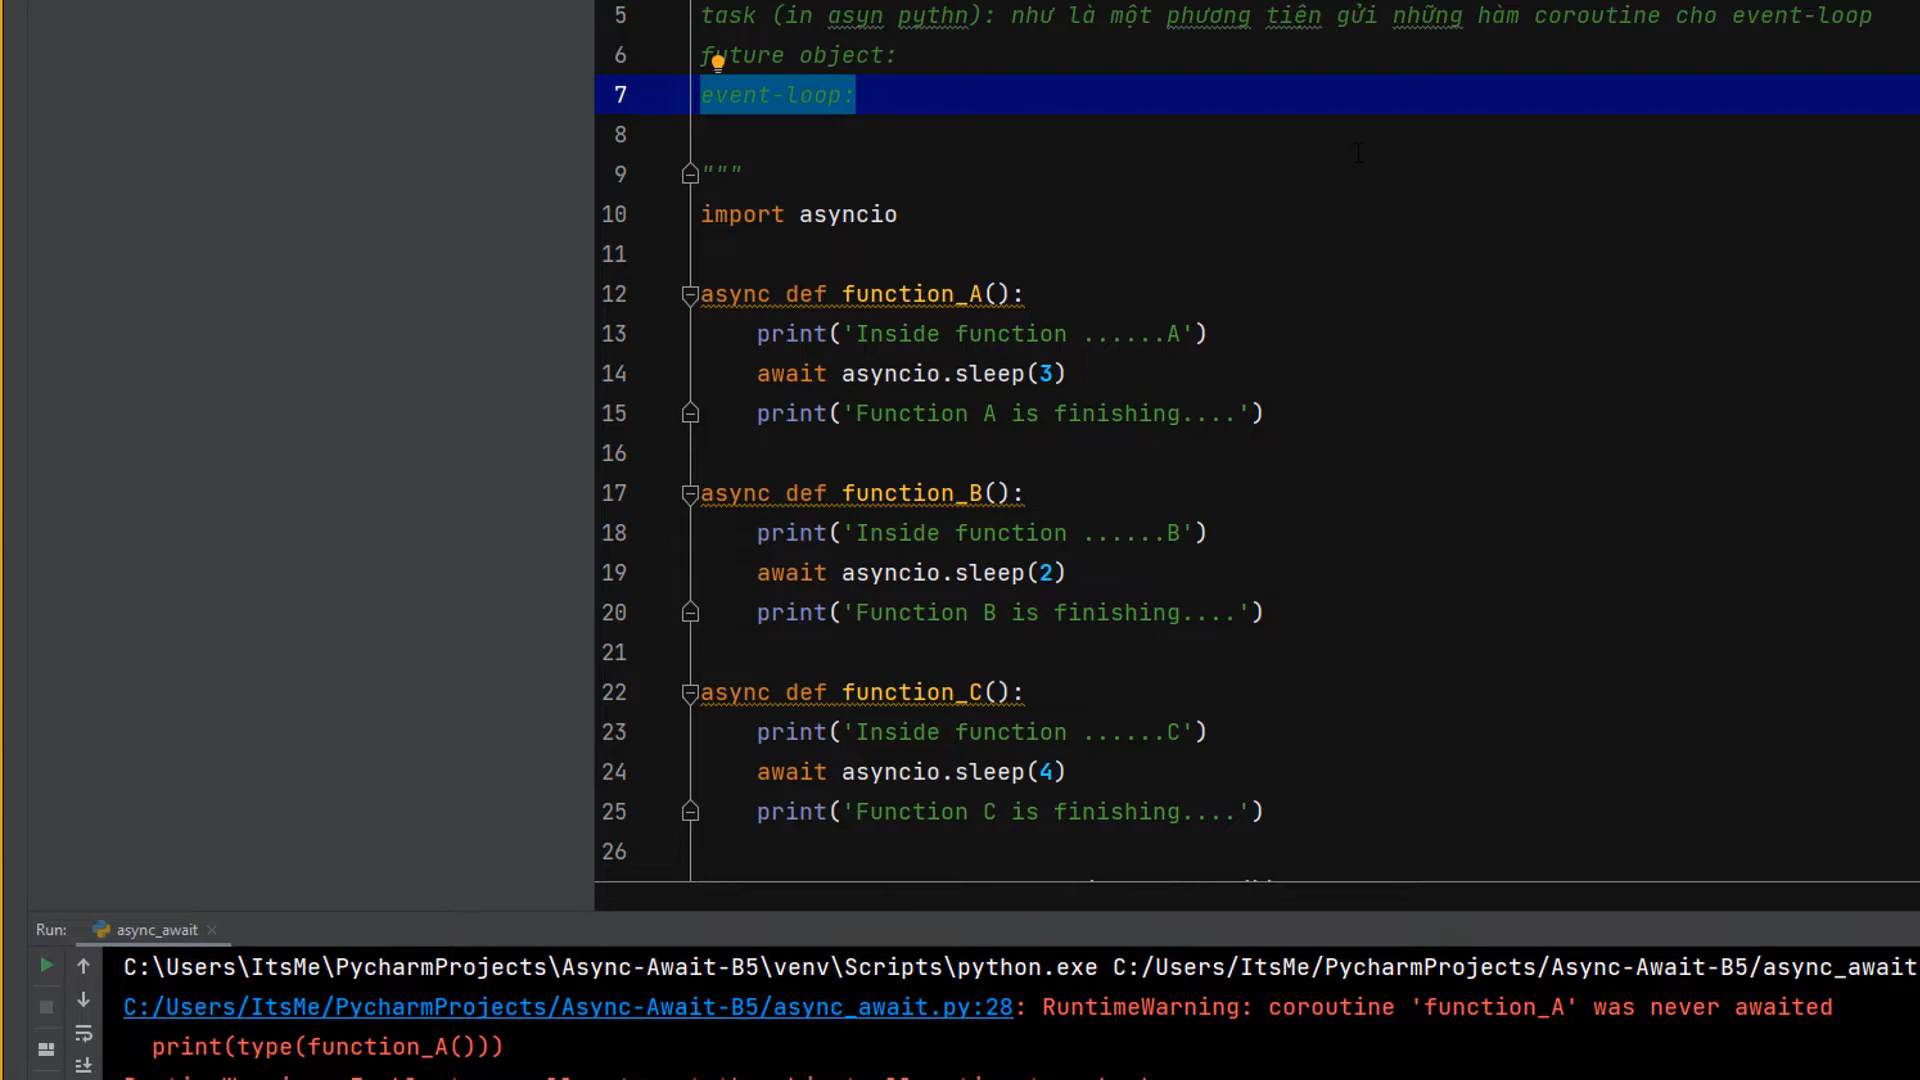 5 task (in asyn pythn): như là một phương tiên gửi những hàm coroutine cho event-loop
6 future object:
7 event-loop:
8
9 """
10 import asyncio
11
12 async def function_A():
13 print('Inside function ......A')
14 await asyncio.sleep(3)
15 print('Function A is finishing....')
16
17 async def function_B():
18 print('Inside function ......B')
19 await asyncio.sleep(2)
20 print('Function B is finishing....')
21
22 async def function_C():
23 print('Inside function ......C')
24 await asyncio.sleep(4)
25 print('Function C is finishing....')
26
Run: async_await
C:\Users\ItsMe\PycharmProjects\Async-Await-B5\venv\Scripts\python.exe C:/Users/ItsMe/PycharmProjects/Async-Await-B5/async_await
C:/Users/ItsMe/PycharmProjects/Async-Await-B5/async_await.py:28: RuntimeWarning: coroutine 'function_A' was never awaited
print(type(function_A()))